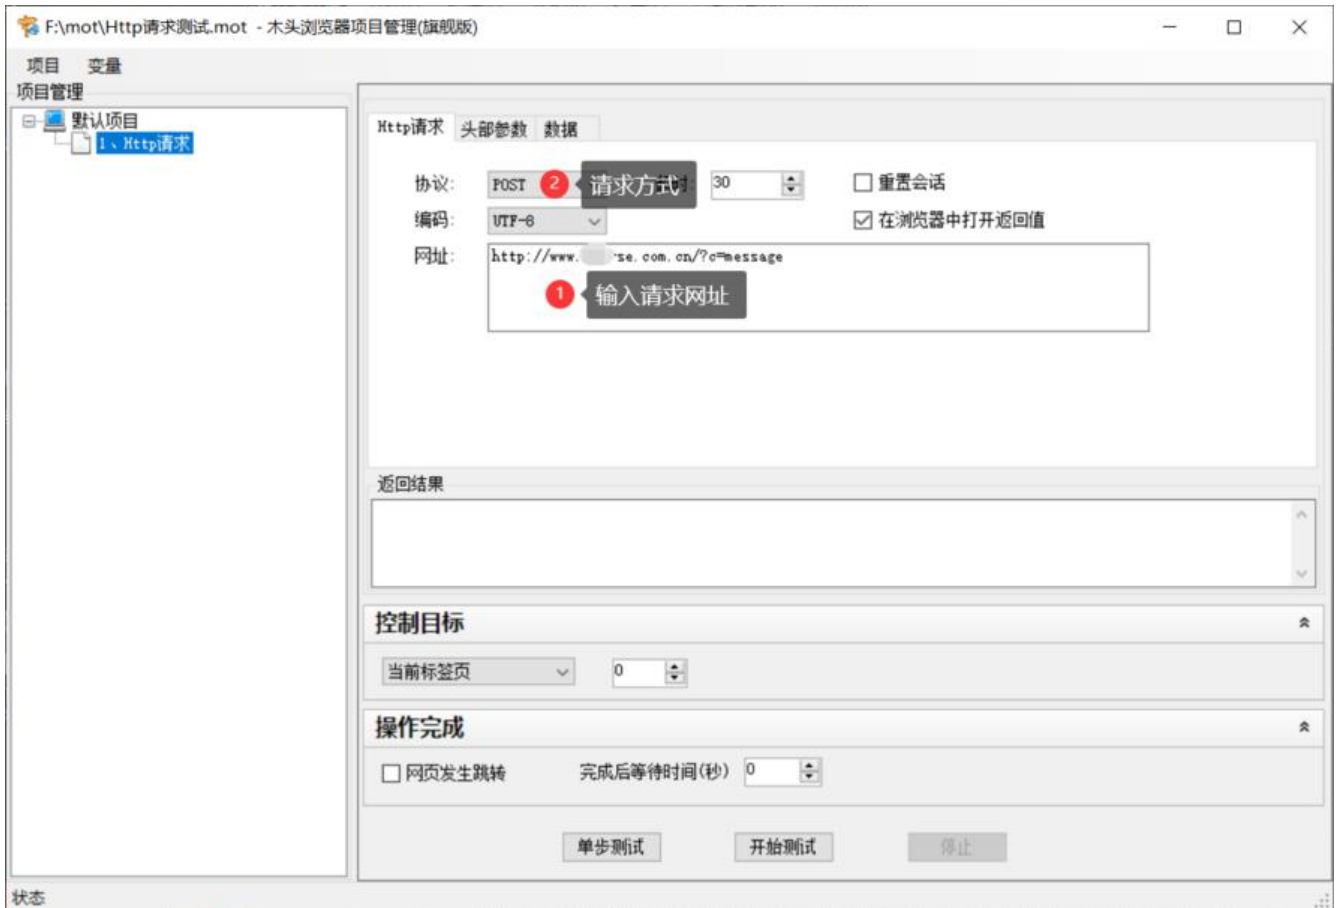 F:\mot\Http请求测试.mot - 木头浏览器项目管理(旗舰版)
项目 变量
项目管理
默认项目
1、Http请求
Http请求 头部参数 数据
协议: POST 2 请求方式 30 重置会话
编码: UTF-8 在浏览器中打开返回值
网址: http://www. se.com.cn/?c=message
1 输入请求网址
返回结果
控制目标
当前标签页 0
操作完成
网页发生跳转 完成后等待时间(秒) 0
单步测试 开始测试 停止
状态